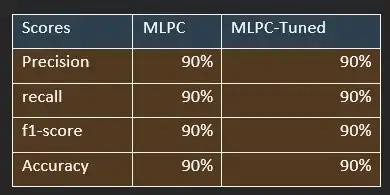 Scores MLPC MLPC-Tuned
Precision 90% 90%
recall 90% 90%
f1-score 90% 90%
Accuracy 90% 90%